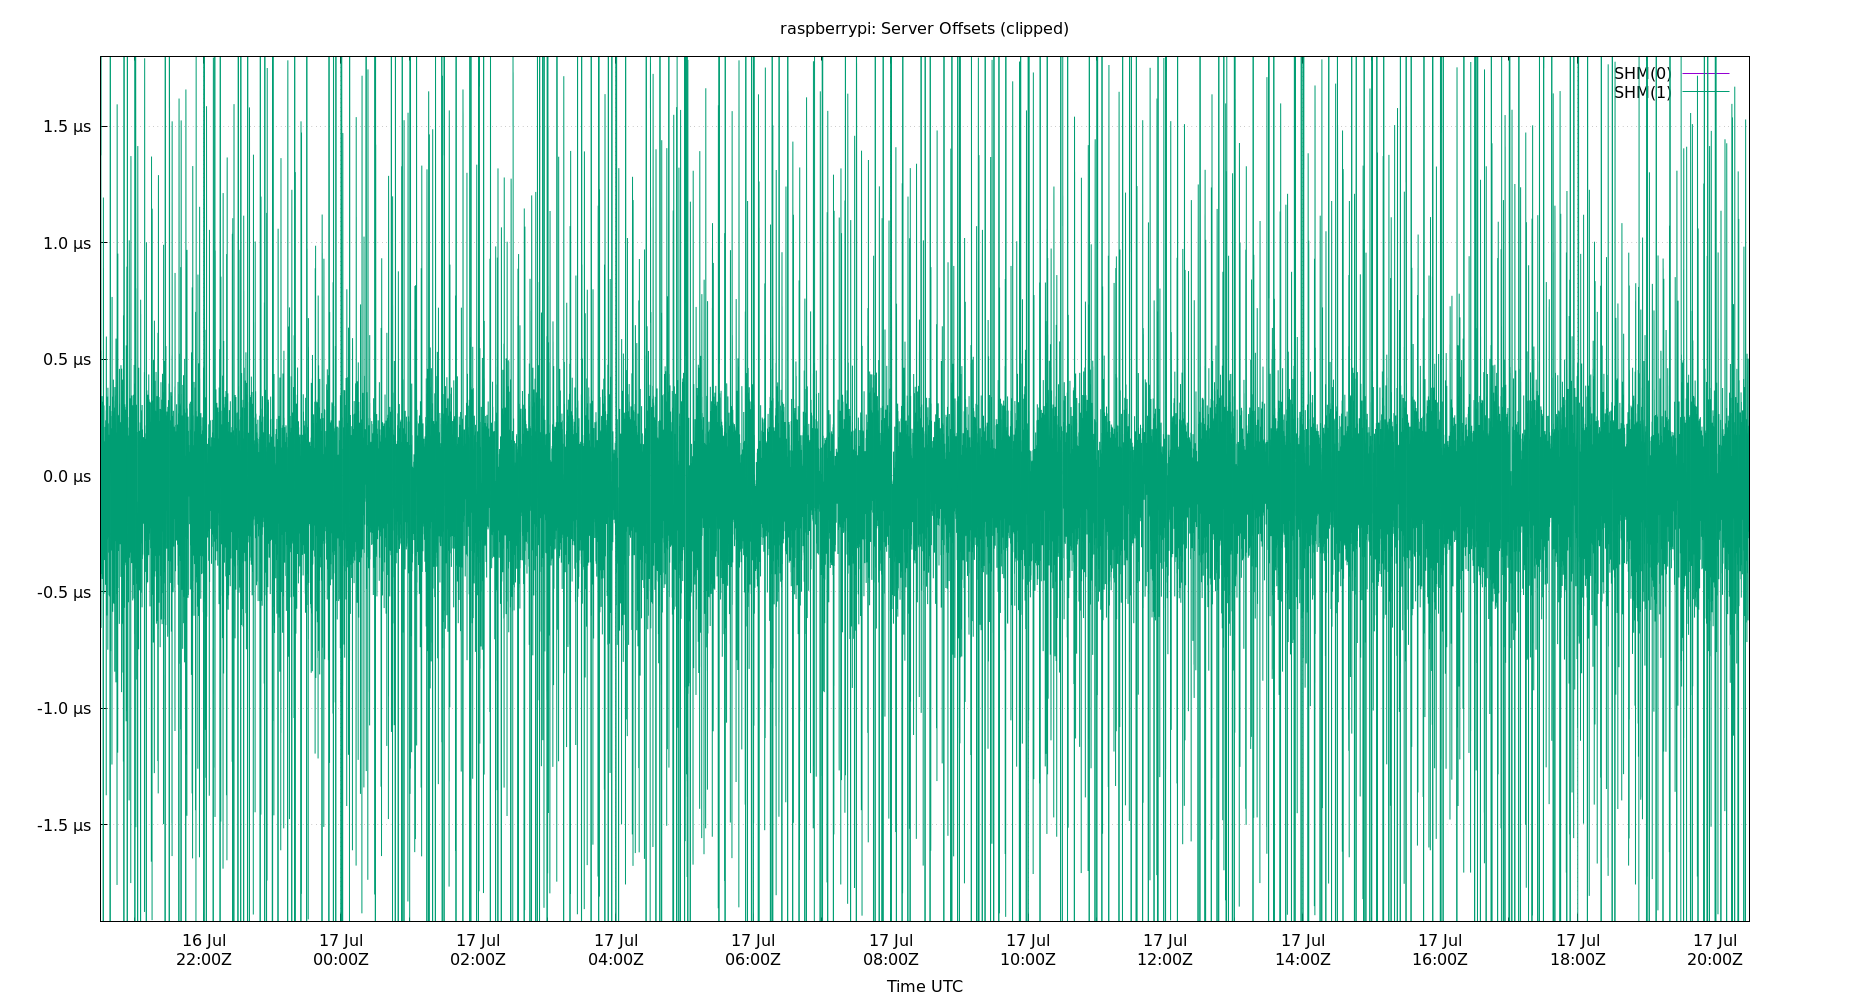 raspberrypi: Server Offsets (clipped)
SHM(0)
SHM(1)
1.5 µs
1.0 µs
0.5 µs
0.0 µs
-0.5 µs
-1.0 µs
-1.5 µs
16 Jul 17 Jul 17 Jul 17 Jul 17 Jul 17 Jul 17 Jul 17 Jul 17 Jul 17 Jul 17 Jul 17 Jul
22:00Z 00:00Z 02:00Z 04:00Z 06:00Z 08:00Z 10:00Z 12:00Z 14:00Z 16:00Z 18:00Z 20:00Z
Time UTC